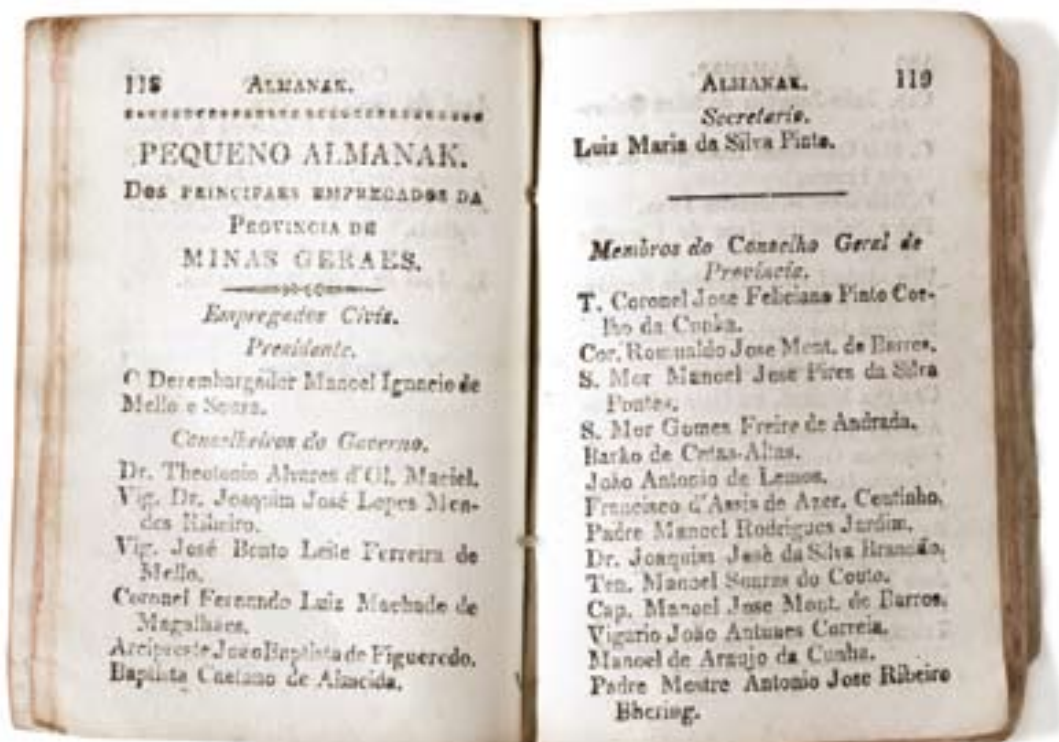 118 ALMANAK.
PEQUENO ALMANAK.
DOS PRINCIPAES EMPREGADOS DA
PROVINCIA DE
MINAS GERAES.
Empregados Civis.
Presidente.
O Desembargador Manoel Ignacio de
Mello e Souza.
Conselheiros do Governo.
Dr. Theotonio Alvares d'Ol. Maciel.
Vig. Dr. Joaquim José Lopes Men-
des Ribeiro.
Vig. José Bento Leite Ferreira de
Mello.
Coronel Fernando Luiz Machado de
Magalhães.
Arcipreste João Baptista de Figueredo.
Baptista Caetano de Almeida.
ALMANAK. 119
Secretario.
Luiz Maria da Silva Pinto.
Membros do Conselho Geral de
Provincia.
T. Coronel Jose Feliciano Pinto Coe-
lho da Cunha.
Cor. Romualdo Jose Mont. de Barros.
S. Mor Manoel Jose Pires da Silva
Pontes.
S. Mor Gomes Freire de Andrada.
Barão de Catas-Altas.
João Antonio de Lemos.
Francisco d'Assis de Azer. Coutinho.
Padre Manoel Rodrigues Jardim.
Dr. Joaquim José da Silva Brandão.
Ten. Manoel Soares do Couto.
Cap. Manoel Jose Mont. de Barros.
Vigario João Antunes Correia.
Manoel de Araujo da Cunha.
Padre Mestre Antonio Jose Ribeiro
Bhering.